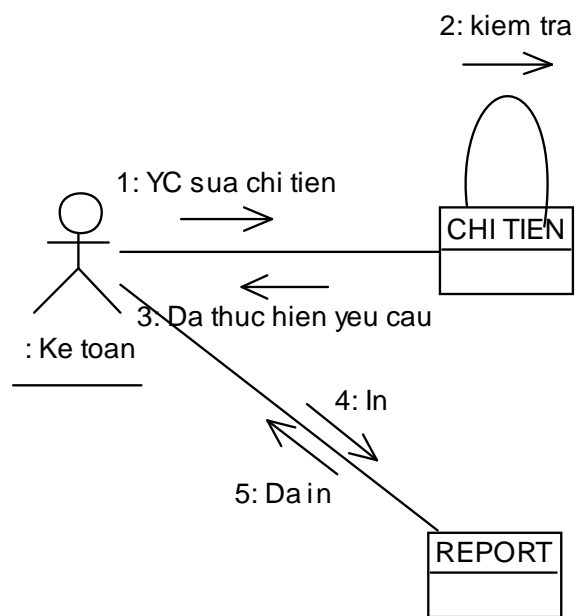 2: kiem tra
1: YC sua chi tien
CHI TIEN
3: Da thuc hien yeu cau
: Ke toan
4: In
5: Da in
REPORT